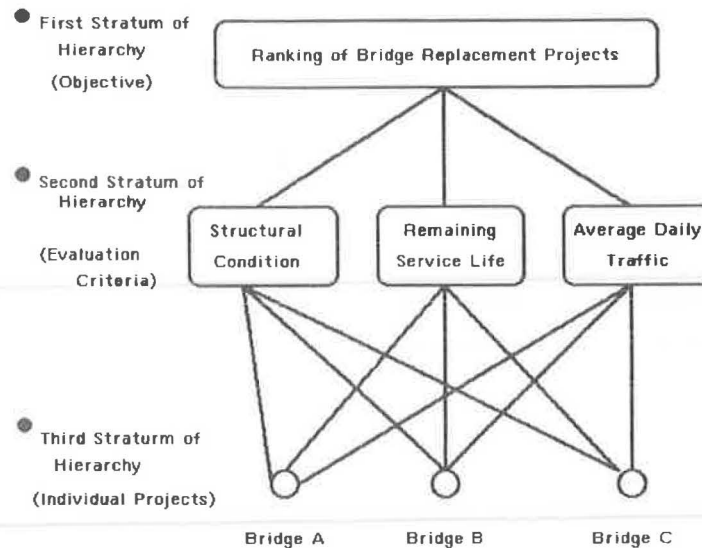 First Stratum of
Hierarchy
(Objective)
Ranking of Bridge Replacement Projects
Second Stratum of
Hierarchy
(Evaluation
Criteria)
Structural
Condition
Remaining
Service Life
Average Daily
Traffic
Third Straturm of
Hierarchy
(Individual Projects)
Bridge A
Bridge B
Bridge C